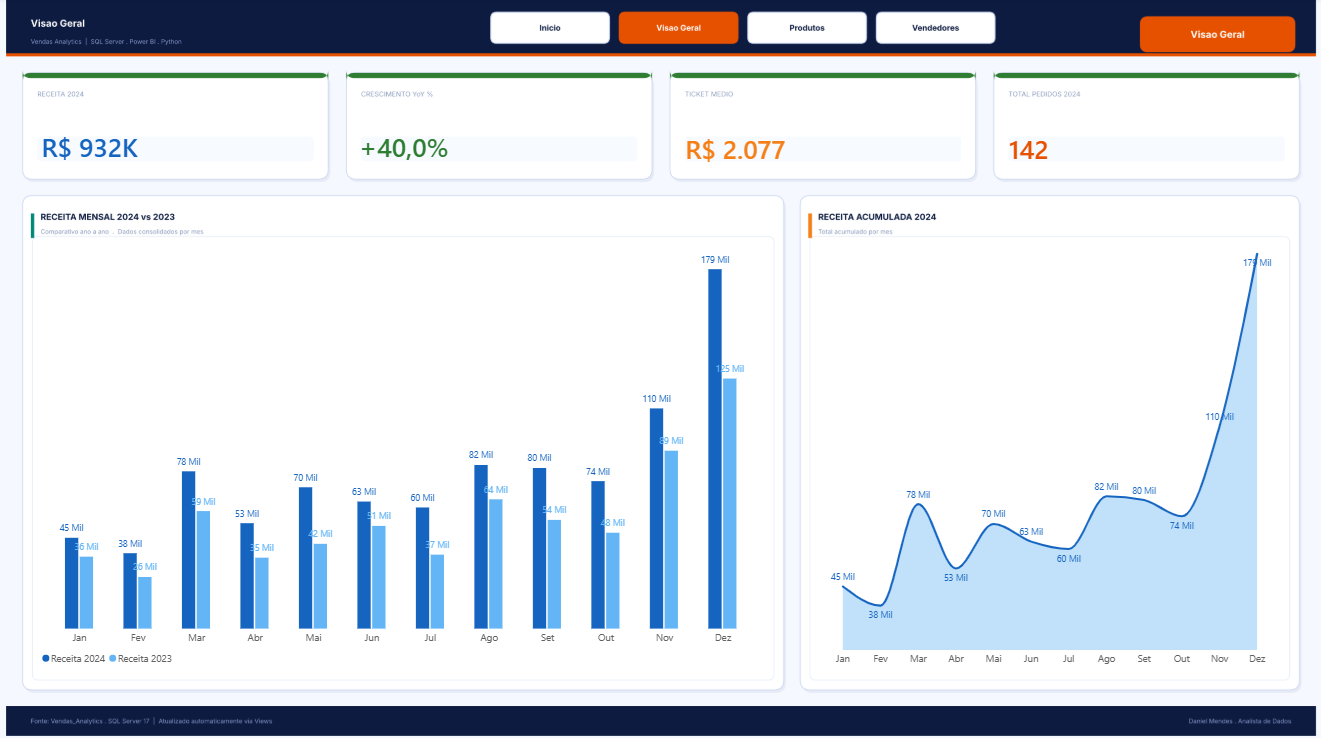 Visao Geral
Vendas Analytics | SQL Server . Power BI . Python
Inicio
Visao Geral
Produtos
Vendedores
Visao Geral
RECEITA 2024
R$ 932K
CRESCIMENTO YoY %
+40,0%
TICKET MEDIO
R$ 2.077
TOTAL PEDIDOS 2024
142
RECEITA MENSAL 2024 vs 2023
Comparativo ano a ano . Dados consolidados por mes
45 Mil
36 Mil
38 Mil
26 Mil
78 Mil
59 Mil
53 Mil
35 Mil
70 Mil
42 Mil
63 Mil
51 Mil
60 Mil
37 Mil
82 Mil
64 Mil
80 Mil
54 Mil
74 Mil
48 Mil
110 Mil
89 Mil
179 Mil
125 Mil
Jan Fev Mar Abr Mai Jun Jul Ago Set Out Nov Dez
Receita 2024 Receita 2023
RECEITA ACUMULADA 2024
Total acumulado por mes
45 Mil
38 Mil
78 Mil
53 Mil
70 Mil
63 Mil
60 Mil
82 Mil
80 Mil
74 Mil
110 Mil
179 Mil
Jan Fev Mar Abr Mai Jun Jul Ago Set Out Nov Dez
Fonte: Vendas_Analytics . SQL Server 17 | Atualizado automaticamente via Views
Daniel Mendes . Analista de Dados